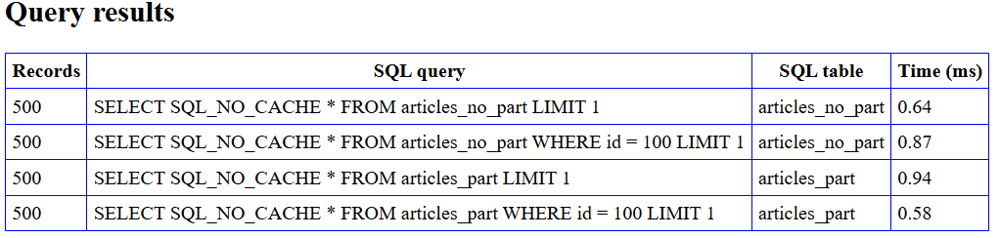 Query results
Records SQL query SQL table Time (ms)
500 SELECT SQL_NO_CACHE * FROM articles_no_part LIMIT 1 articles_no_part 0.64
500 SELECT SQL_NO_CACHE * FROM articles_no_part WHERE id = 100 LIMIT 1 articles_no_part 0.87
500 SELECT SQL_NO_CACHE * FROM articles_part LIMIT 1 articles_part 0.94
500 SELECT SQL_NO_CACHE * FROM articles_part WHERE id = 100 LIMIT 1 articles_part 0.58